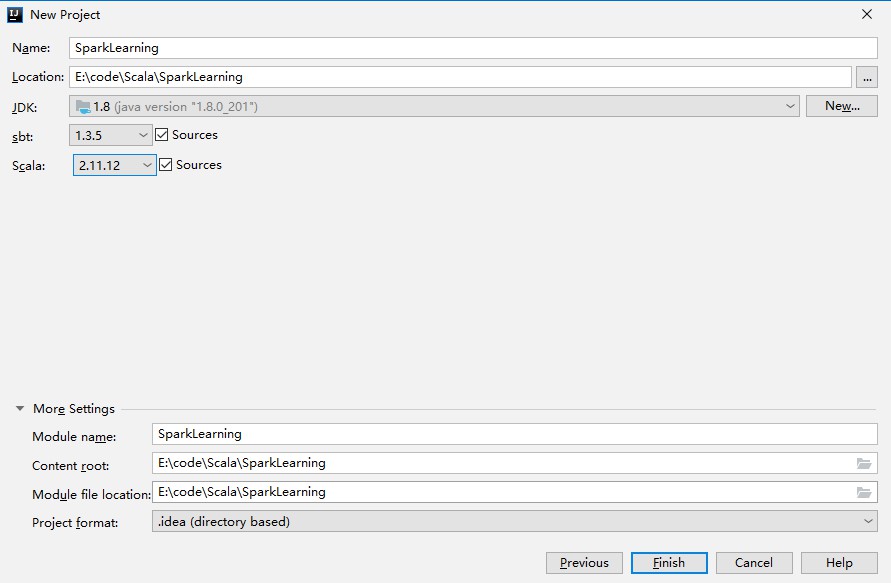 IJ New Project
Name: SparkLearning
Location: E:\code\Scala\SparkLearning ...
JDK: 1.8 (java version "1.8.0_201") New...
sbt: 1.3.5 Sources
Scala: 2.11.12 Sources
More Settings
Module name: SparkLearning
Content root: E:\code\Scala\SparkLearning
Module file location: E:\code\Scala\SparkLearning
Project format: .idea (directory based)
Previous Finish Cancel Help